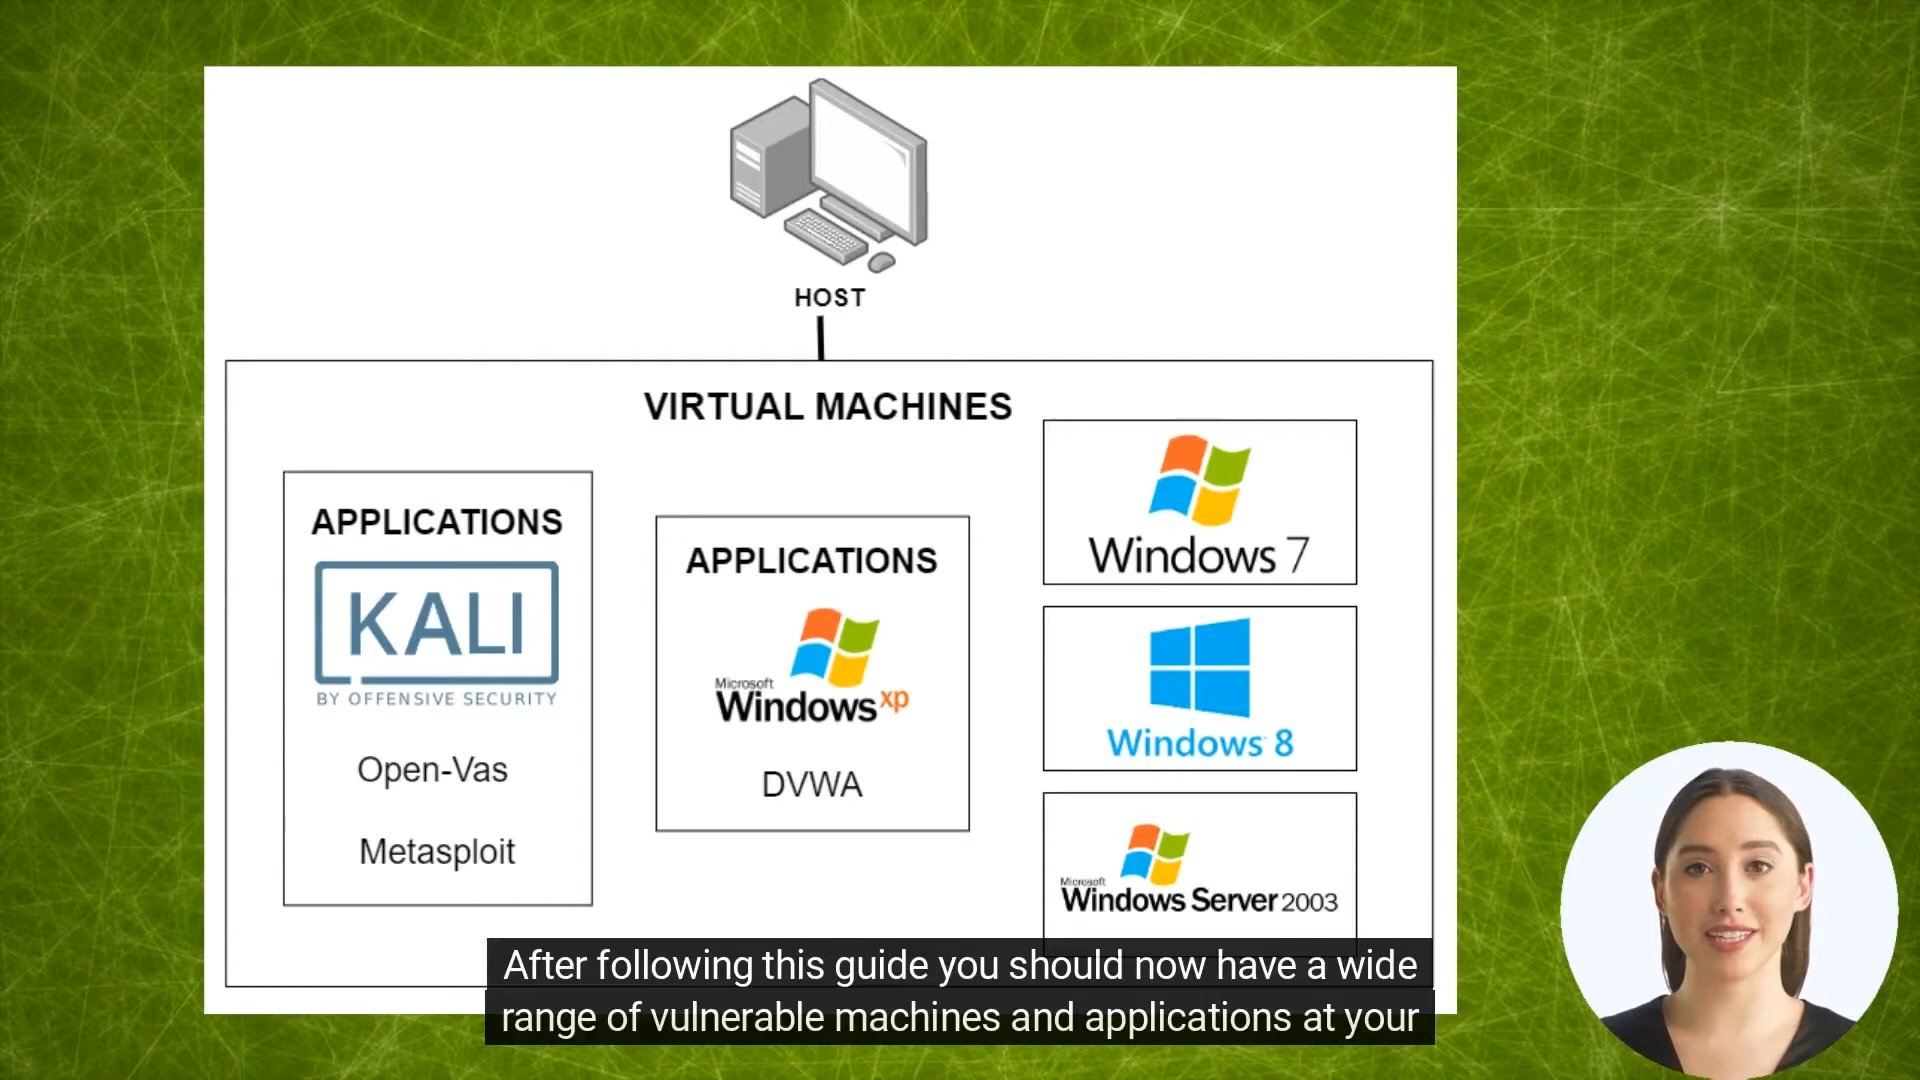 HOST
VIRTUAL MACHINES
APPLICATIONS
KALI
BY OFFENSIVE SECURITY
Open-Vas
Metasploit
APPLICATIONS
Microsoft
Windows xp
DVWA
Windows 7
Windows 8
Microsoft
Windows Server 2003
After following this guide you should now have a wide
range of vulnerable machines and applications at your